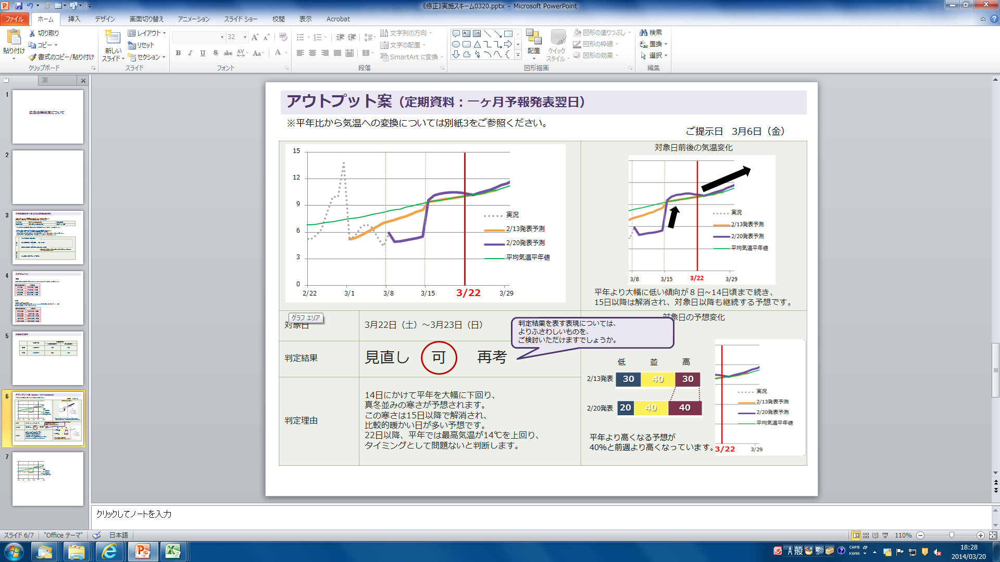 《修正》実施スキーム0320.pptx - Microsoft PowerPoint
ファイル ホーム 挿入 デザイン 画面切り替え アニメーション スライド ショー 校閲 表示 Acrobat
貼り付け
切り取り
コピー
書式のコピー/貼り付け
クリップボード
新しい
スライド
レイアウト
リセット
セクション
スライド
32
フォント
文字列の方向
文字の配置
SmartArt に変換
段落
配置
クイック
スタイル
図形の塗りつぶし
図形の枠線
図形の効果
図形描画
検索
置換
選択
編集
1
広告出稿判定について
2
3
4
5
6
7
アウトプット案（定期資料：一ヶ月予報発表翌日）
※平年比から気温への変換については別紙3をご参照ください。
ご提示日 3月6日（金）
15
12
9
6
3
0
2/22 3/1 3/8 3/15 3/22 3/29
実況
2/13発表予測
2/20発表予測
平均気温平年値
対象日前後の気温変化
実況
2/13発表予測
2/20発表予測
平均気温平年値
3/8 3/15 3/22 3/29
平年より大幅に低い傾向が８日~14日頃まで続き、
15日以降は解消され、対象日以降も継続する予想です。
グラフ エリア
対象日
3月22日（土）～3月23日（日）
判定結果を表す表現については、
よりふさわしいものを、
ご検討いただけますでしょうか。
対象日の予想変化
判定結果
見直し 可 再考
判定理由
14日にかけて平年を大幅に下回り、
真冬並みの寒さが予想されます。
この寒さは15日以降で解消され、
比較的暖かい日が多い予想です。
22日以降、平年では最高気温が14℃を上回り、
タイミングとして問題ないと判断します。
低 並 高
2/13発表 30 40 30
2/20発表 20 40 40
平年より高くなる予想が
40%と前週より高くなっています。
実況
2/13発表予測
2/20発表予測
平均気温平年値
3/22 3/29
クリックしてノートを入力
スライド 6/7 "Office テーマ" 日本語
110%
A 般
CAPS
KANA
18:28
2014/03/20